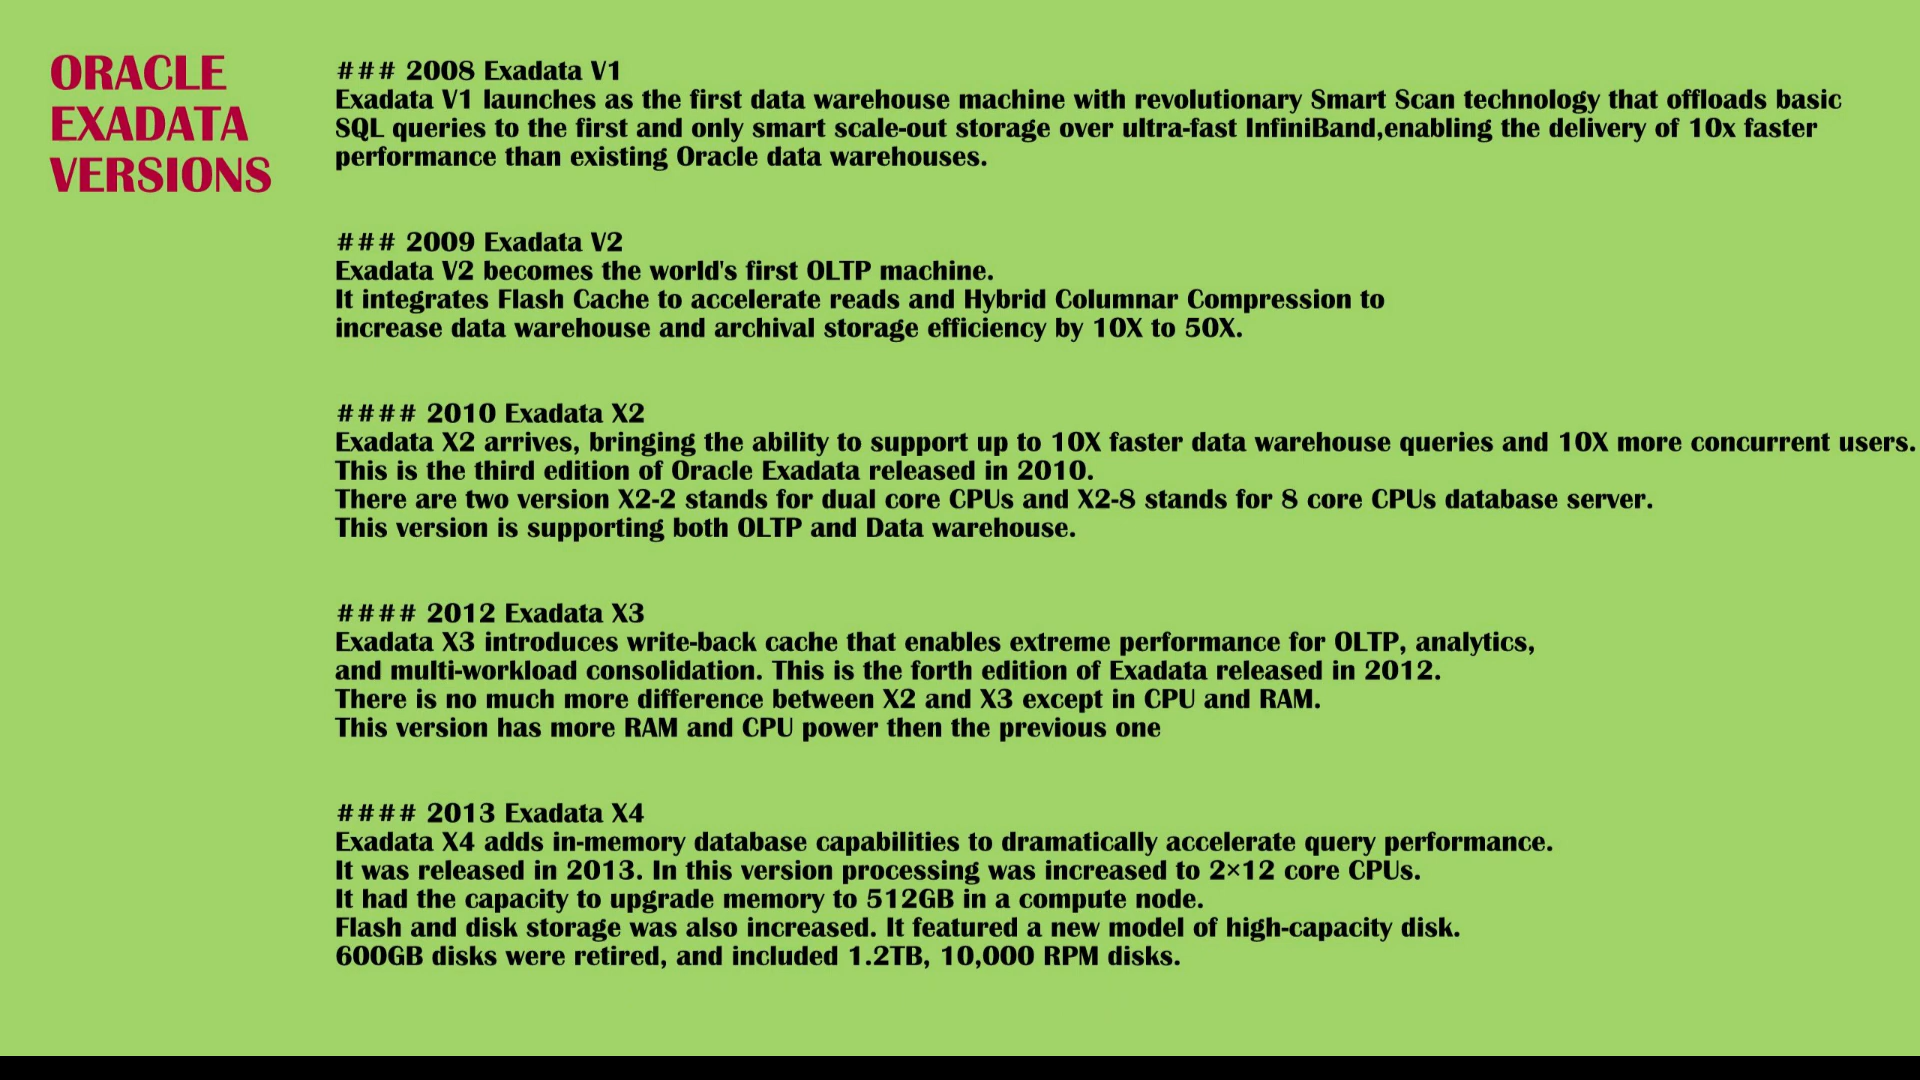 ORACLE
EXADATA
VERSIONS
### 2008 Exadata V1
Exadata V1 launches as the first data warehouse machine with revolutionary Smart Scan technology that offloads basic
SQL queries to the first and only smart scale-out storage over ultra-fast InfiniBand,enabling the delivery of 10x faster
performance than existing Oracle data warehouses.
### 2009 Exadata V2
Exadata V2 becomes the world's first OLTP machine.
It integrates Flash Cache to accelerate reads and Hybrid Columnar Compression to
increase data warehouse and archival storage efficiency by 10X to 50X.
#### 2010 Exadata X2
Exadata X2 arrives, bringing the ability to support up to 10X faster data warehouse queries and 10X more concurrent users.
This is the third edition of Oracle Exadata released in 2010.
There are two version X2-2 stands for dual core CPUs and X2-8 stands for 8 core CPUs database server.
This version is supporting both OLTP and Data warehouse.
#### 2012 Exadata X3
Exadata X3 introduces write-back cache that enables extreme performance for OLTP, analytics,
and multi-workload consolidation. This is the forth edition of Exadata released in 2012.
There is no much more difference between X2 and X3 except in CPU and RAM.
This version has more RAM and CPU power then the previous one
#### 2013 Exadata X4
Exadata X4 adds in-memory database capabilities to dramatically accelerate query performance.
It was released in 2013. In this version processing was increased to 2×12 core CPUs.
It had the capacity to upgrade memory to 512GB in a compute node.
Flash and disk storage was also increased. It featured a new model of high-capacity disk.
600GB disks were retired, and included 1.2TB, 10,000 RPM disks.